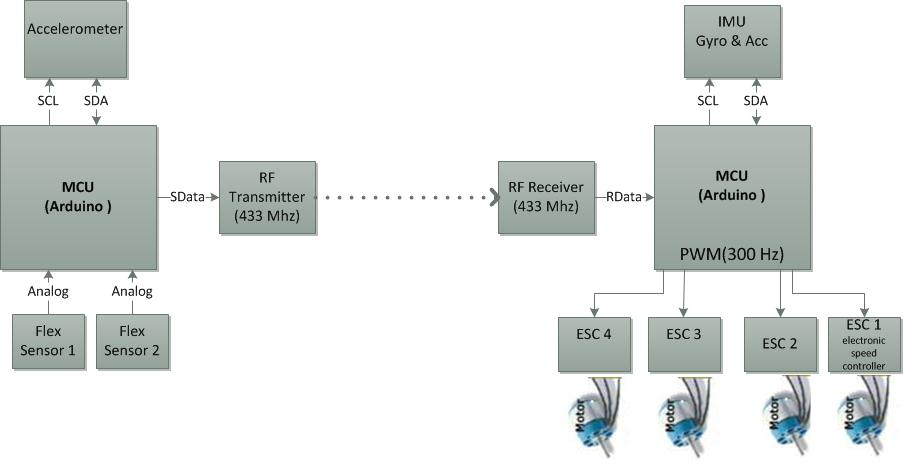 Accelerometer
SCL
SDA
MCU
(Arduino )
SData
RF
Transmitter
(433 Mhz)
Analog
Analog
Flex
Sensor 1
Flex
Sensor 2
IMU
Gyro & Acc
SCL
SDA
RF Receiver
(433 Mhz)
RData
MCU
(Arduino )
PWM(300 Hz)
ESC 4
ESC 3
ESC 2
ESC 1
electronic
speed
controller
Motor
Motor
Motor
Motor